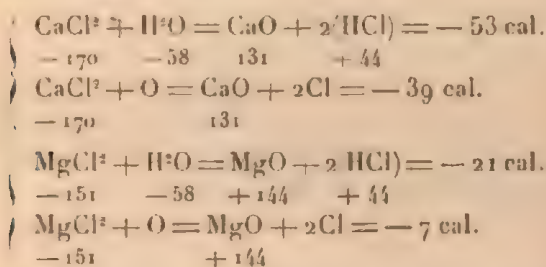 CaCl² + H²O = CaO + 2(HCl) = — 53 cal.
— 170 — 58 131 + 44
CaCl² + O = CaO + 2Cl = — 39 cal.
— 170 131
MgCl² + H²O = MgO + 2 HCl) = — 21 cal.
— 151 — 58 + 144 + 44
MgCl² + O = MgO + 2Cl = — 7 cal.
— 151 + 144